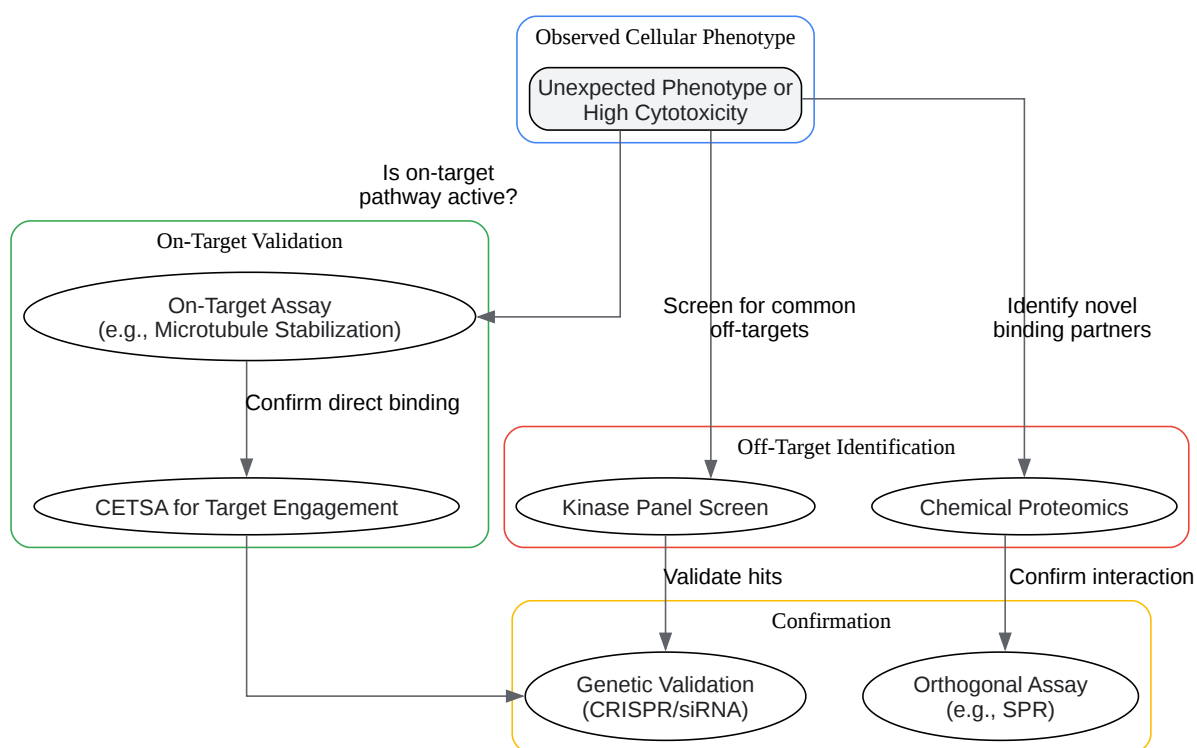 Observed Cellular Phenotype
Unexpected Phenotype or
High Cytotoxicity
Is on-target
pathway active?
On-Target Validation
On-Target Assay
(e.g., Microtubule Stabilization)
Screen for common
off-targets
Identify novel
binding partners
Confirm direct binding
Off-Target Identification
CETSA for Target Engagement
Kinase Panel Screen
Chemical Proteomics
Validate hits
Confirm interaction
Confirmation
Genetic Validation
(CRISPR/siRNA)
Orthogonal Assay
(e.g., SPR)